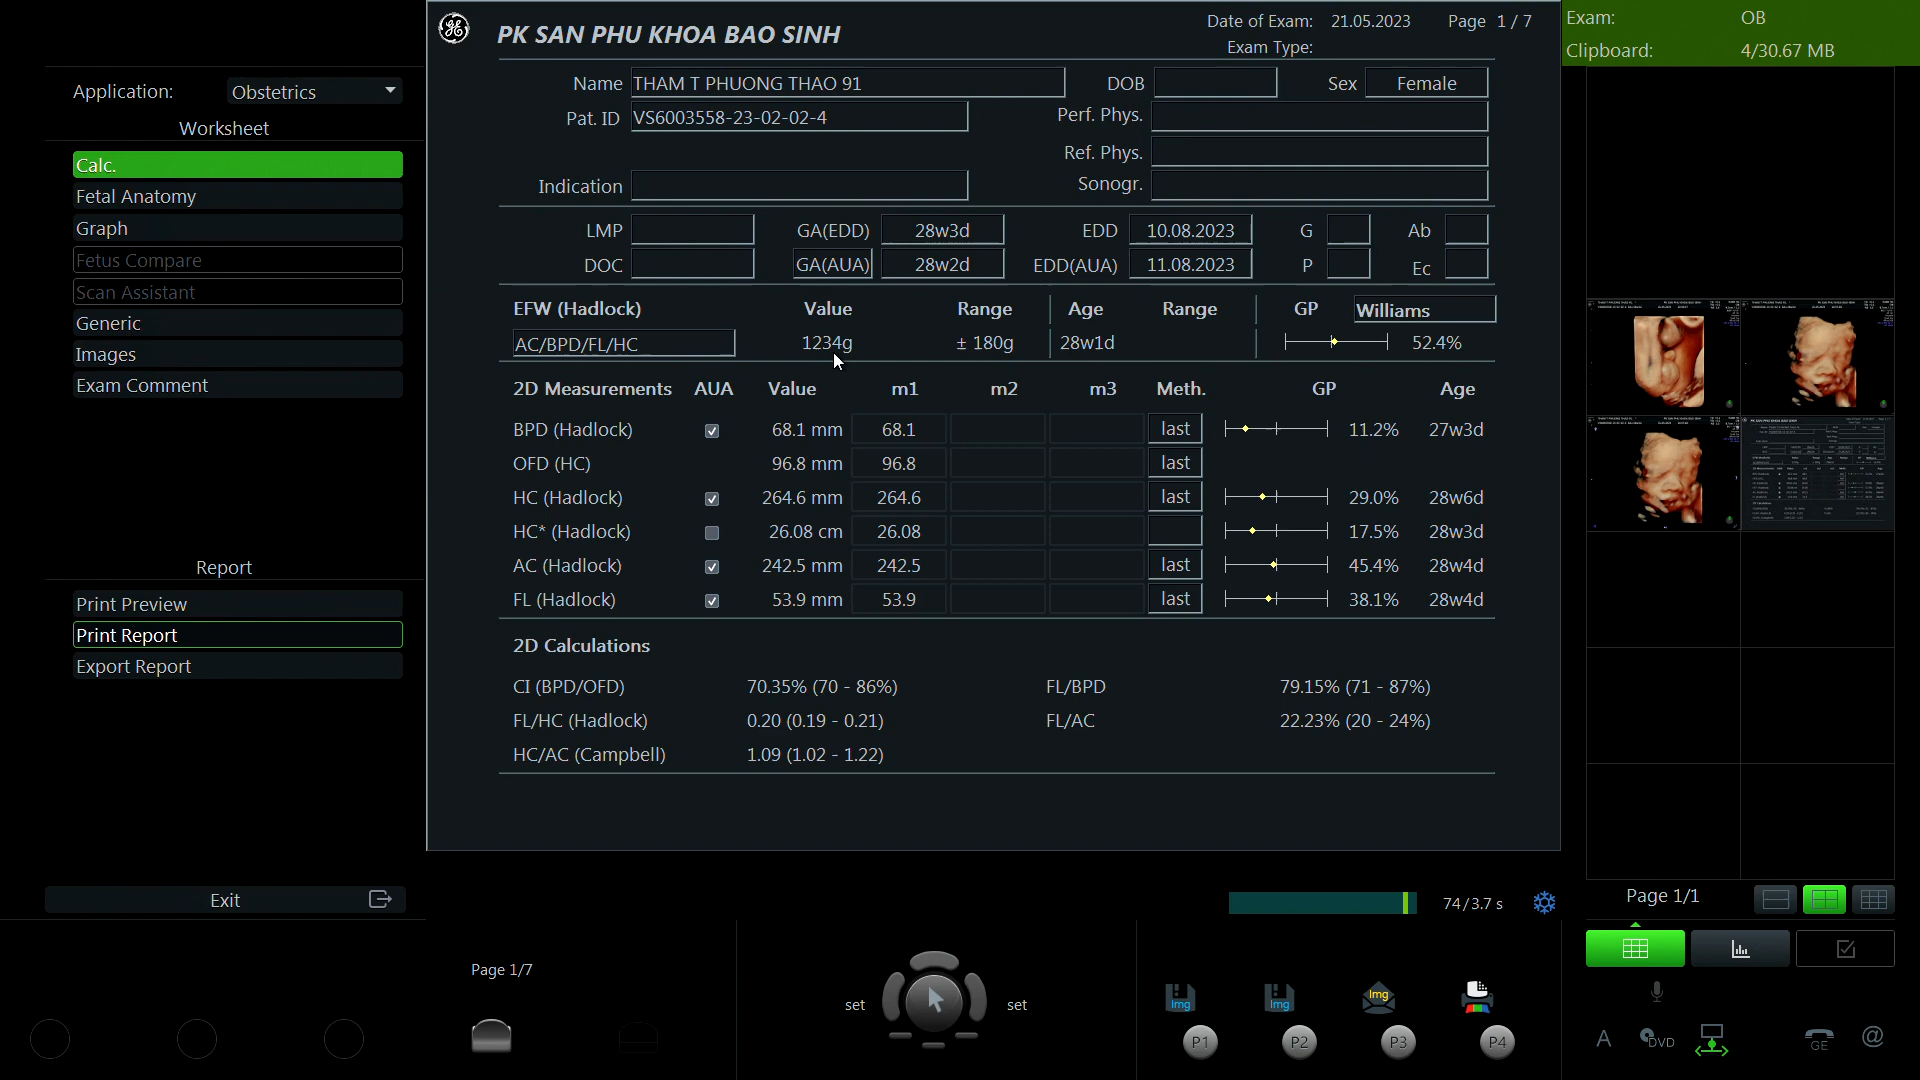 Application: Obstetrics
Worksheet
Calc.
Fetal Anatomy
Graph
Fetus Compare
Scan Assistant
Generic
Images
Exam Comment
Report
Print Preview
Print Report
Export Report
Exit
PK SAN PHU KHOA BAO SINH
Date of Exam: 21.05.2023 Page 1 / 7
Exam Type:
Name THAM T PHUONG THAO 91 DOB Sex Female
Pat. ID VS6003558-23-02-02-4 Perf. Phys.
Ref. Phys.
Indication Sonogr.
LMP GA(EDD) 28w3d EDD 10.08.2023 G Ab
DOC GA(AUA) 28w2d EDD(AUA) 11.08.2023 P Ec
EFW (Hadlock) Value Range Age Range GP Williams
AC/BPD/FL/HC 1234g ± 180g 28w1d 52.4%
2D Measurements AUA Value m1 m2 m3 Meth. GP Age
BPD (Hadlock) 68.1 mm 68.1 last 11.2% 27w3d
OFD (HC) 96.8 mm 96.8 last
HC (Hadlock) 264.6 mm 264.6 last 29.0% 28w6d
HC* (Hadlock) 26.08 cm 26.08 17.5% 28w3d
AC (Hadlock) 242.5 mm 242.5 last 45.4% 28w4d
FL (Hadlock) 53.9 mm 53.9 last 38.1% 28w4d
2D Calculations
CI (BPD/OFD) 70.35% (70 - 86%) FL/BPD 79.15% (71 - 87%)
FL/HC (Hadlock) 0.20 (0.19 - 0.21) FL/AC 22.23% (20 - 24%)
HC/AC (Campbell) 1.09 (1.02 - 1.22)
74/3.7 s
Page 1/7
set set
Img Img Img
P1 P2 P3 P4
Exam: OB
Clipboard: 4/30.67 MB
Page 1/1
A DVD GE @